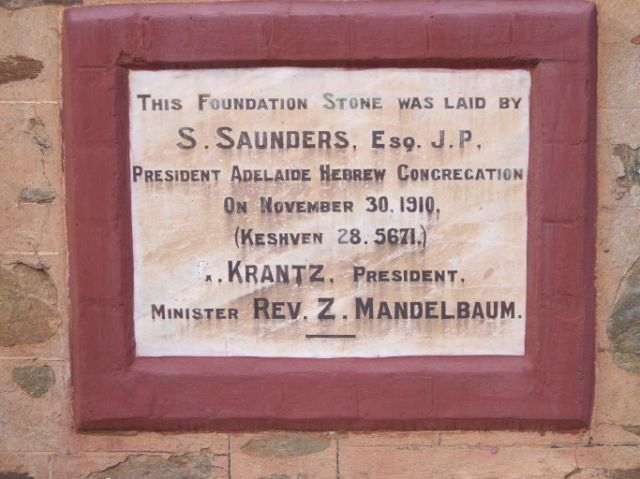 THIS FOUNDATION STONE WAS LAID BY
S. SAUNDERS, ESQ. J.P,
PRESIDENT ADELAIDE HEBREW CONGREGATION
ON NOVEMBER 30. 1910,
(KESHVEN 28. 5671.)
KRANTZ, PRESIDENT,
MINISTER REV. Z. MANDELBAUM.